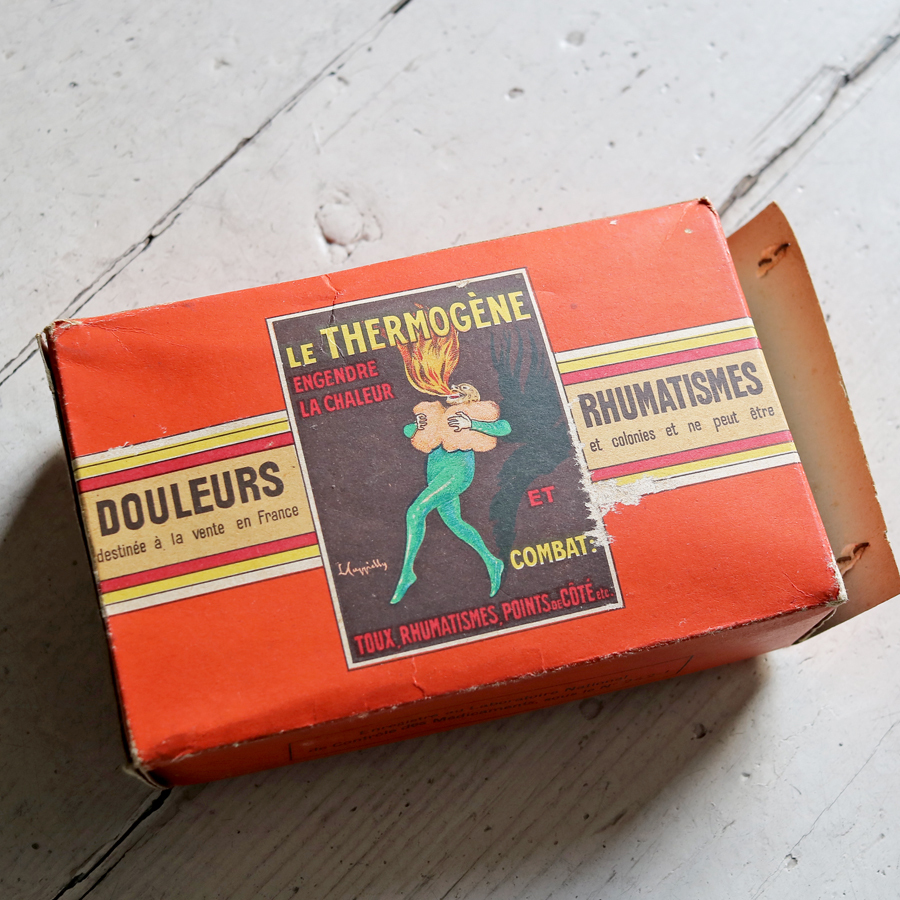 LE THERMOGÈNE
ENGENDRE
LA CHALEUR
ET
COMBAT:
TOUX, RHUMATISMES, POINTS DE CÔTÉ etc:
DOULEURS
destinée à la vente en France
RHUMATISMES
et colonies et ne peut être